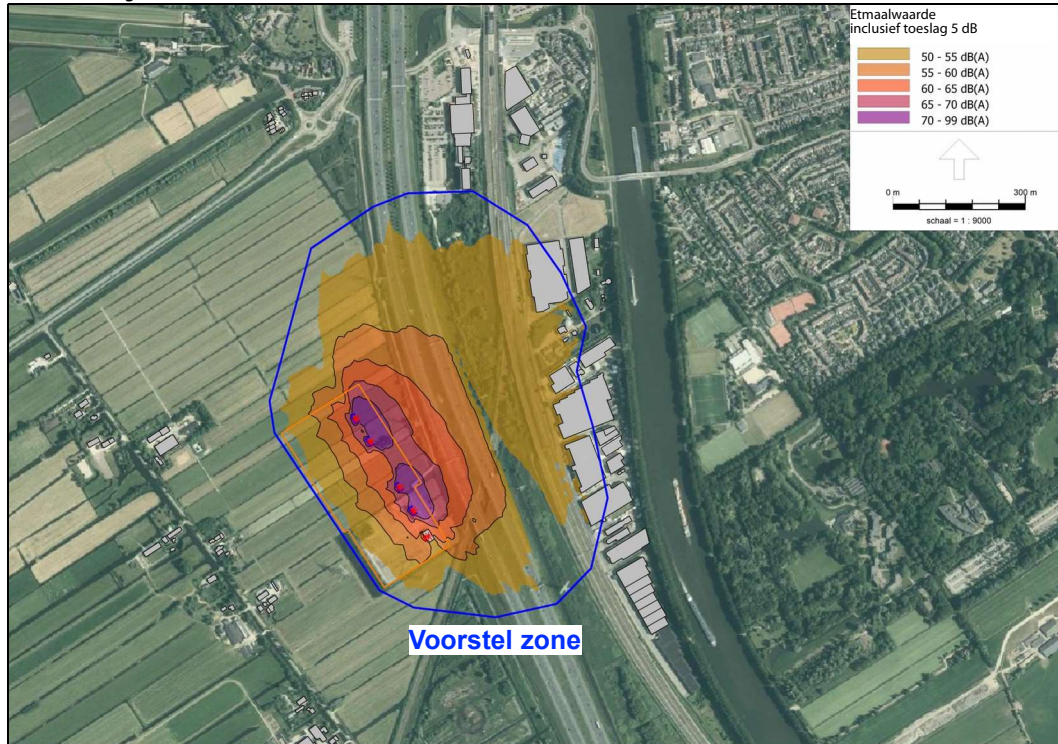 Etmaalwaarde
inclusief toeslag 5 dB
50 - 55 dB(A)
55 - 60 dB(A)
60 - 65 dB(A)
65 - 70 dB(A)
70 - 99 dB(A)
0 m 300 m
schaal = 1 : 9000
Voorstel zone